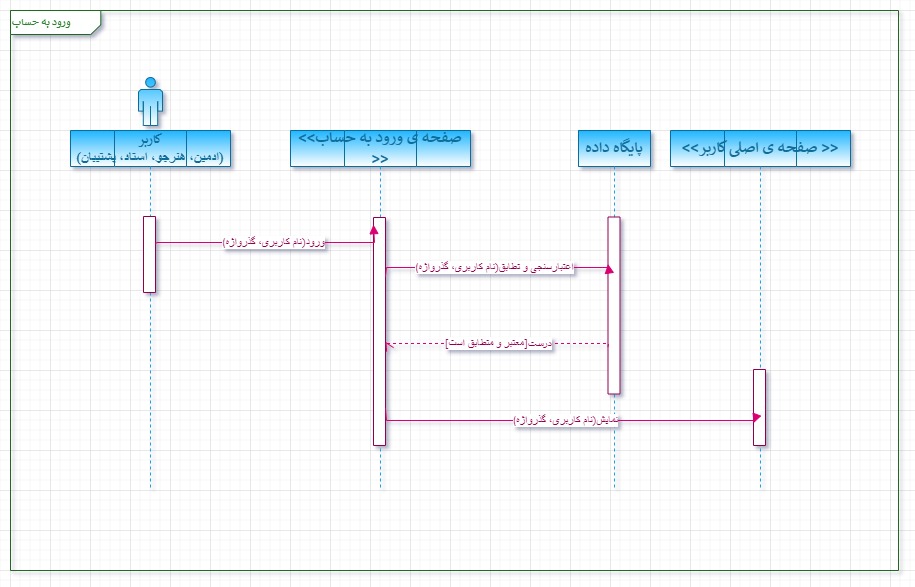 ورود به حساب
کاربر
(ادمین، هنرجو، استاد، پشتیبان)
<<صفحه ی ورود به حساب
>>
پایگاه داده
<< صفحه ی اصلی کاربر>>
ورود(نام کاربری، گذرواژه)
اعتبارسنجی و تطابق(نام کاربری، گذرواژه)
درست[معتبر و متطابق است]
نمایش(نام کاربری، گذرواژه)